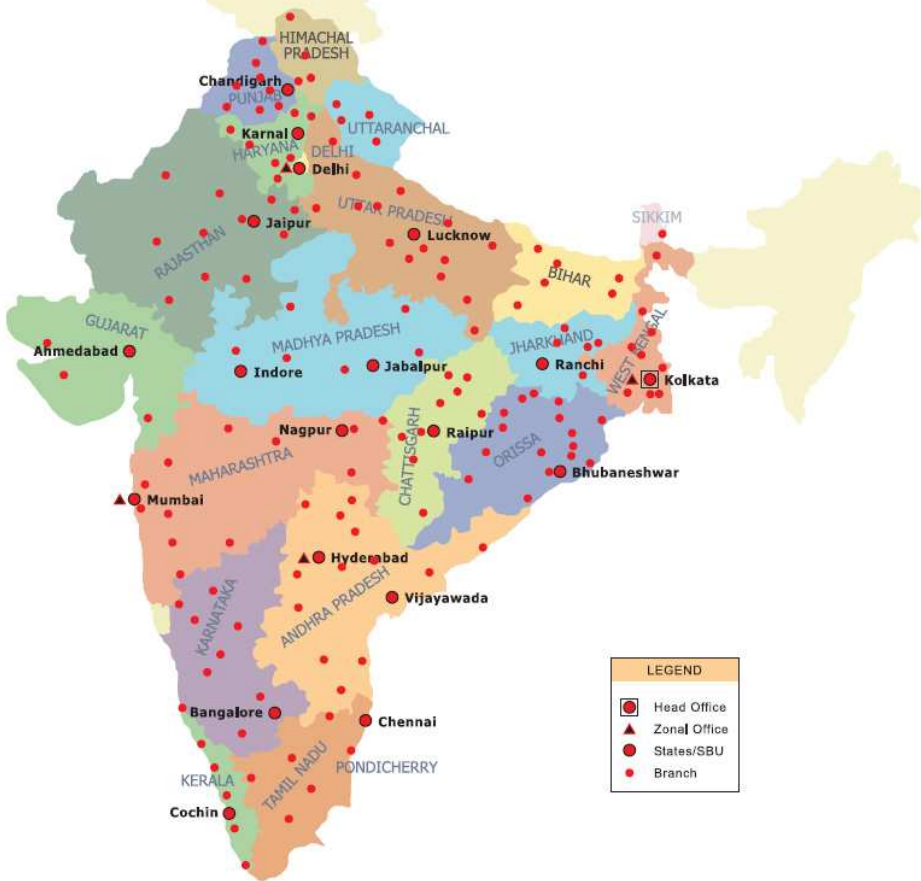 HIMACHAL
PRADESH
Chandigarh
PUNJAB
UTTARANCHAL
Karnal
HARYANA
DELHI
Delhi
UTTAR PRADESH
SIKKIM
Jaipur
Lucknow
RAJASTHAN
BIHAR
GUJARAT
MADHYA PRADESH
JHARKHAND
WEST BENGAL
Ahmedabad
Indore
Jabalpur
Ranchi
Kolkata
Nagpur
Raipur
CHATTISGARH
ORISSA
MAHARASHTRA
Bhubaneshwar
Mumbai
Hyderabad
ANDHRA PRADESH
Vijayawada
KARNATAKA
LEGEND
Head Office
Zonal Office
States/SBU
Branch
Bangalore
Chennai
TAMIL NADU
PONDICHERRY
KERALA
Cochin